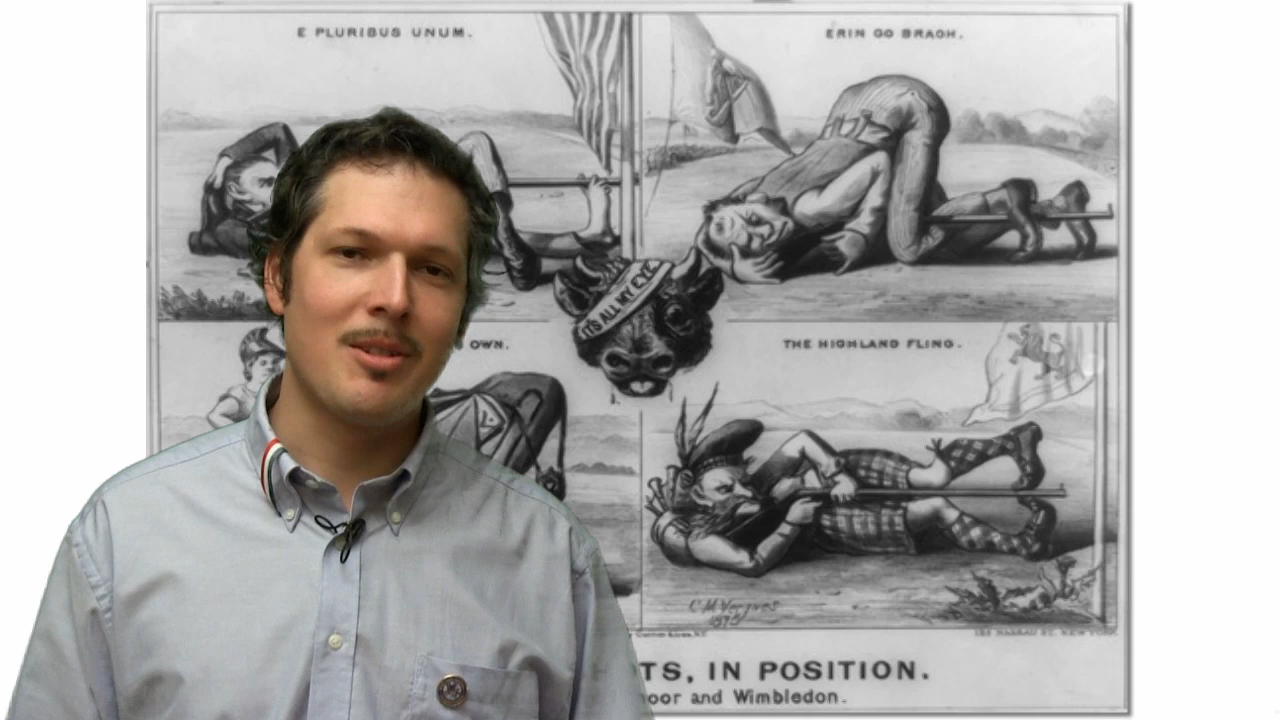 E PLURIBUS UNUM.
ERIN GO BRAGH.
IT'S ALL MY EYE
OWN.
THE HIGHLAND FLING.
C. M. Vergnes
TS, IN POSITION.
oor and Wimbledon.